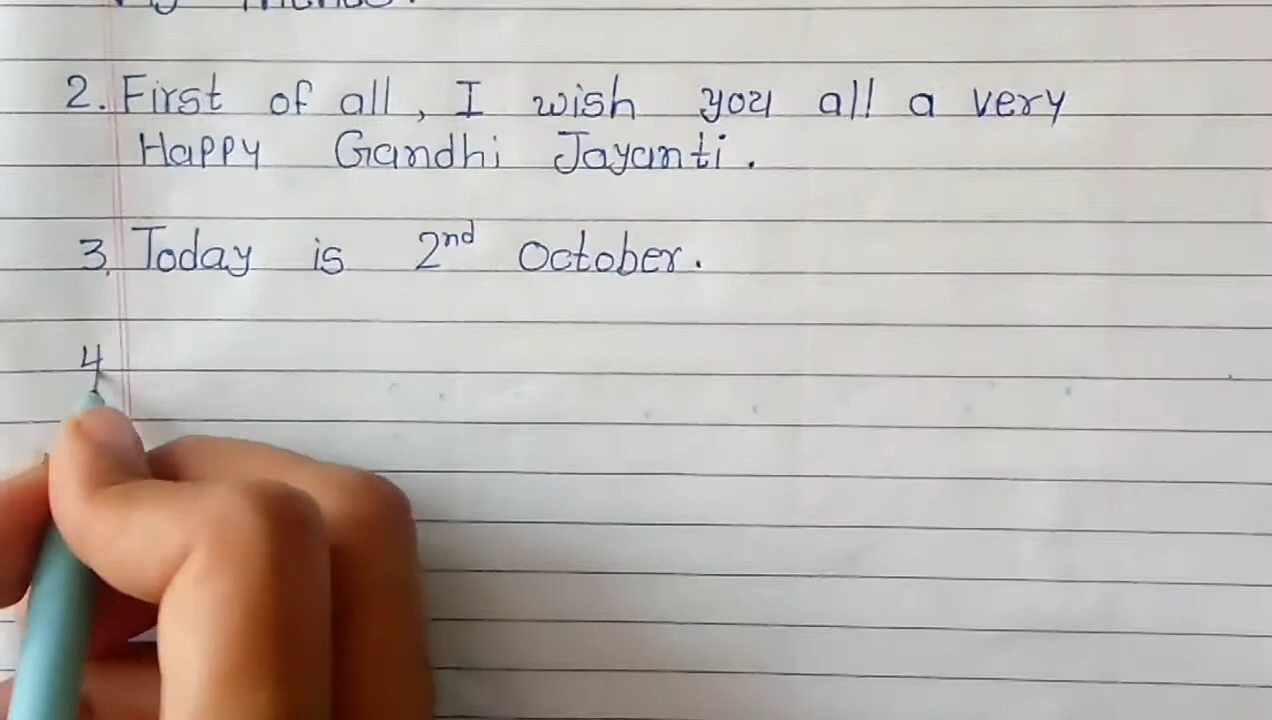 2. First of all, I wish you all a very
Happy Gandhi Jayanti.
3. Today is 2nd October.
4